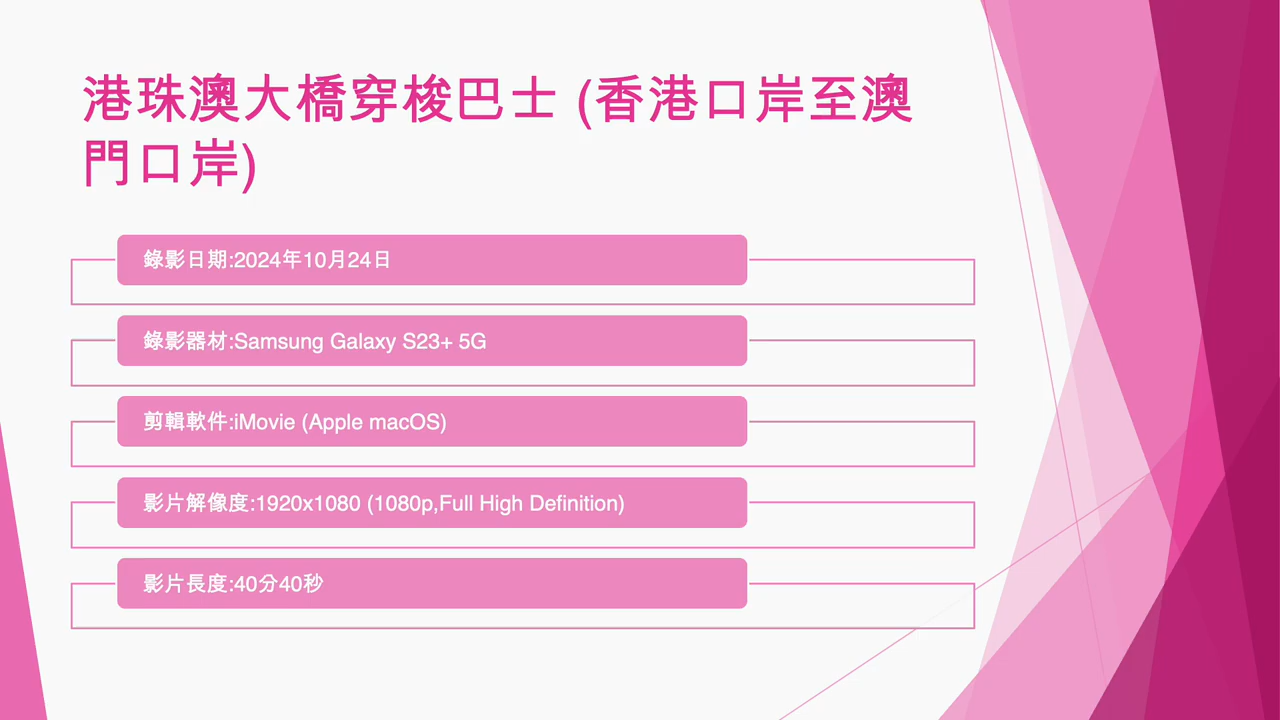 港珠澳大橋穿梭巴士 (香港口岸至澳
門口岸)
錄影日期:2024年10月24日
錄影器材:Samsung Galaxy S23+ 5G
剪輯軟件:iMovie (Apple macOS)
影片解像度:1920x1080 (1080p,Full High Definition)
影片長度:40分40秒